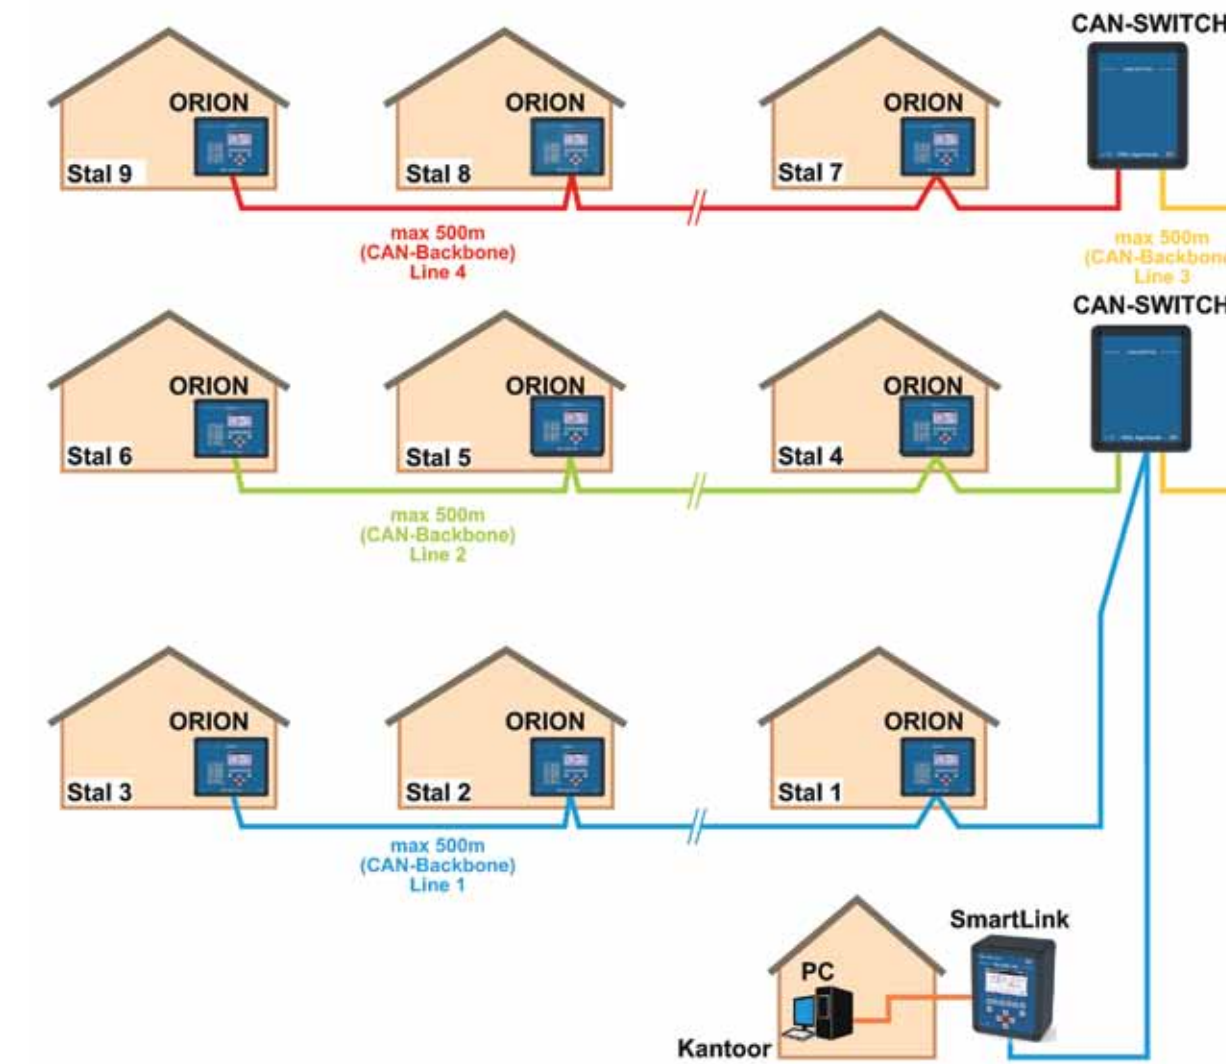 CAN-SWITCH
ORION
ORION
ORION
Stal 9
Stal 8
Stal 7
max 500m
(CAN-Backbone)
Line 4
max 500m
(CAN-Backbone
Line 3
CAN-SWITCH
ORION
ORION
ORION
Stal 6
Stal 5
Stal 4
max 500m
(CAN-Backbone)
Line 2
ORION
ORION
ORION
Stal 3
Stal 2
Stal 1
max 500m
(CAN-Backbone)
Line 1
SmartLink
PC
Kantoor